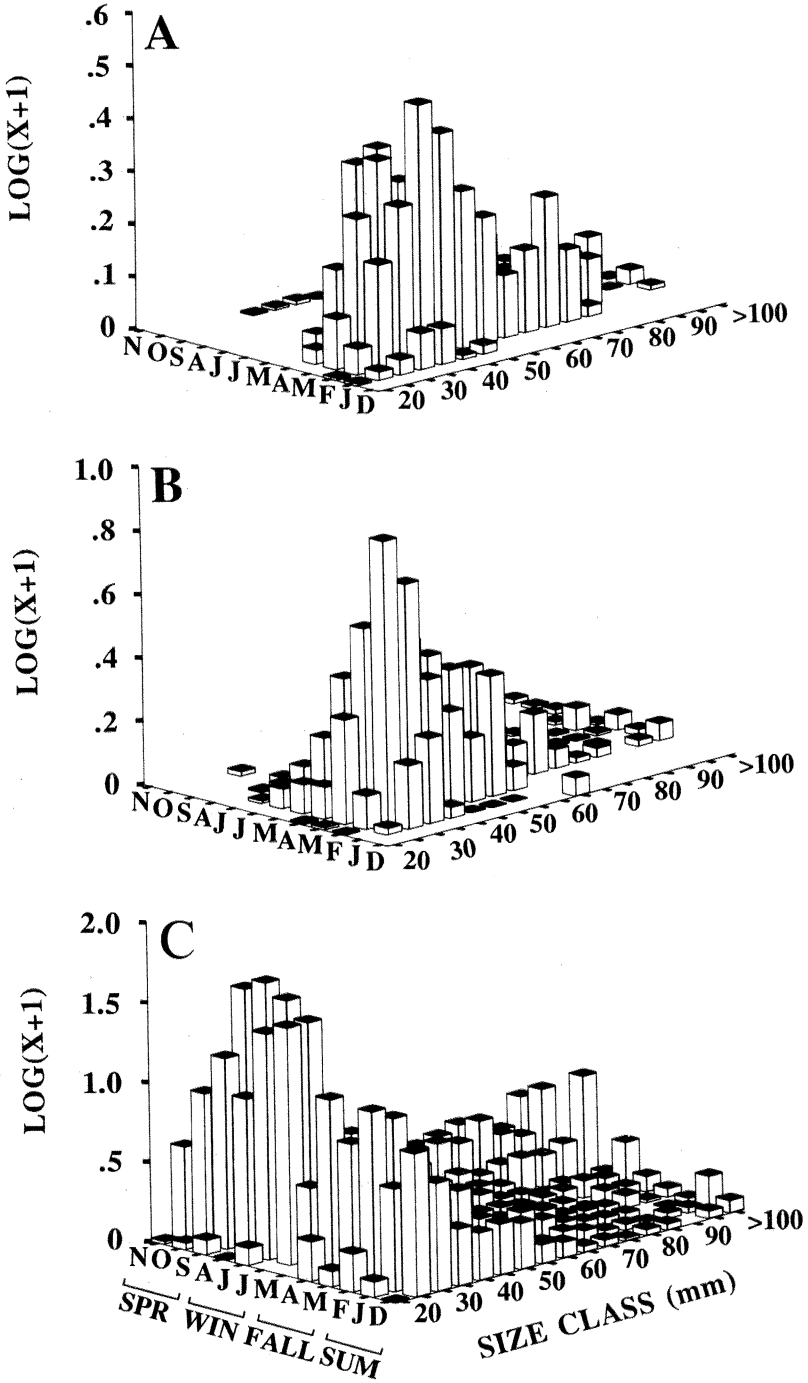 A
LOG(X+1)
.6
.5
.4
.3
.2
.1
0
N O S A J J M A M F J D
20 30 40 50 60 70 80 90 >100
B
LOG(X+1)
1.0
.8
.6
.4
.2
0
N O S A J J M A M F J D
20 30 40 50 60 70 80 90 >100
C
LOG(X+1)
2.0
1.5
1.0
.5
0
N O S A J J M A M F J D
20 30 40 50 60 70 80 90 >100
SPR WIN FALL SUM
SIZE CLASS (mm)